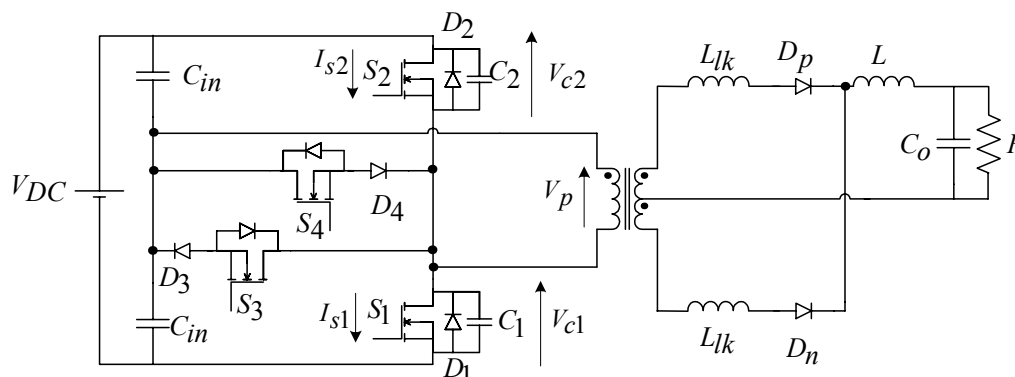 D2
Is2
S2
Cin
C2
Vc2
Llk
Dp
L
VDC
S4
D4
Vp
Co
D3
S3
Cin
Is1
S1
C1
Vc1
D1
Llk
Dn